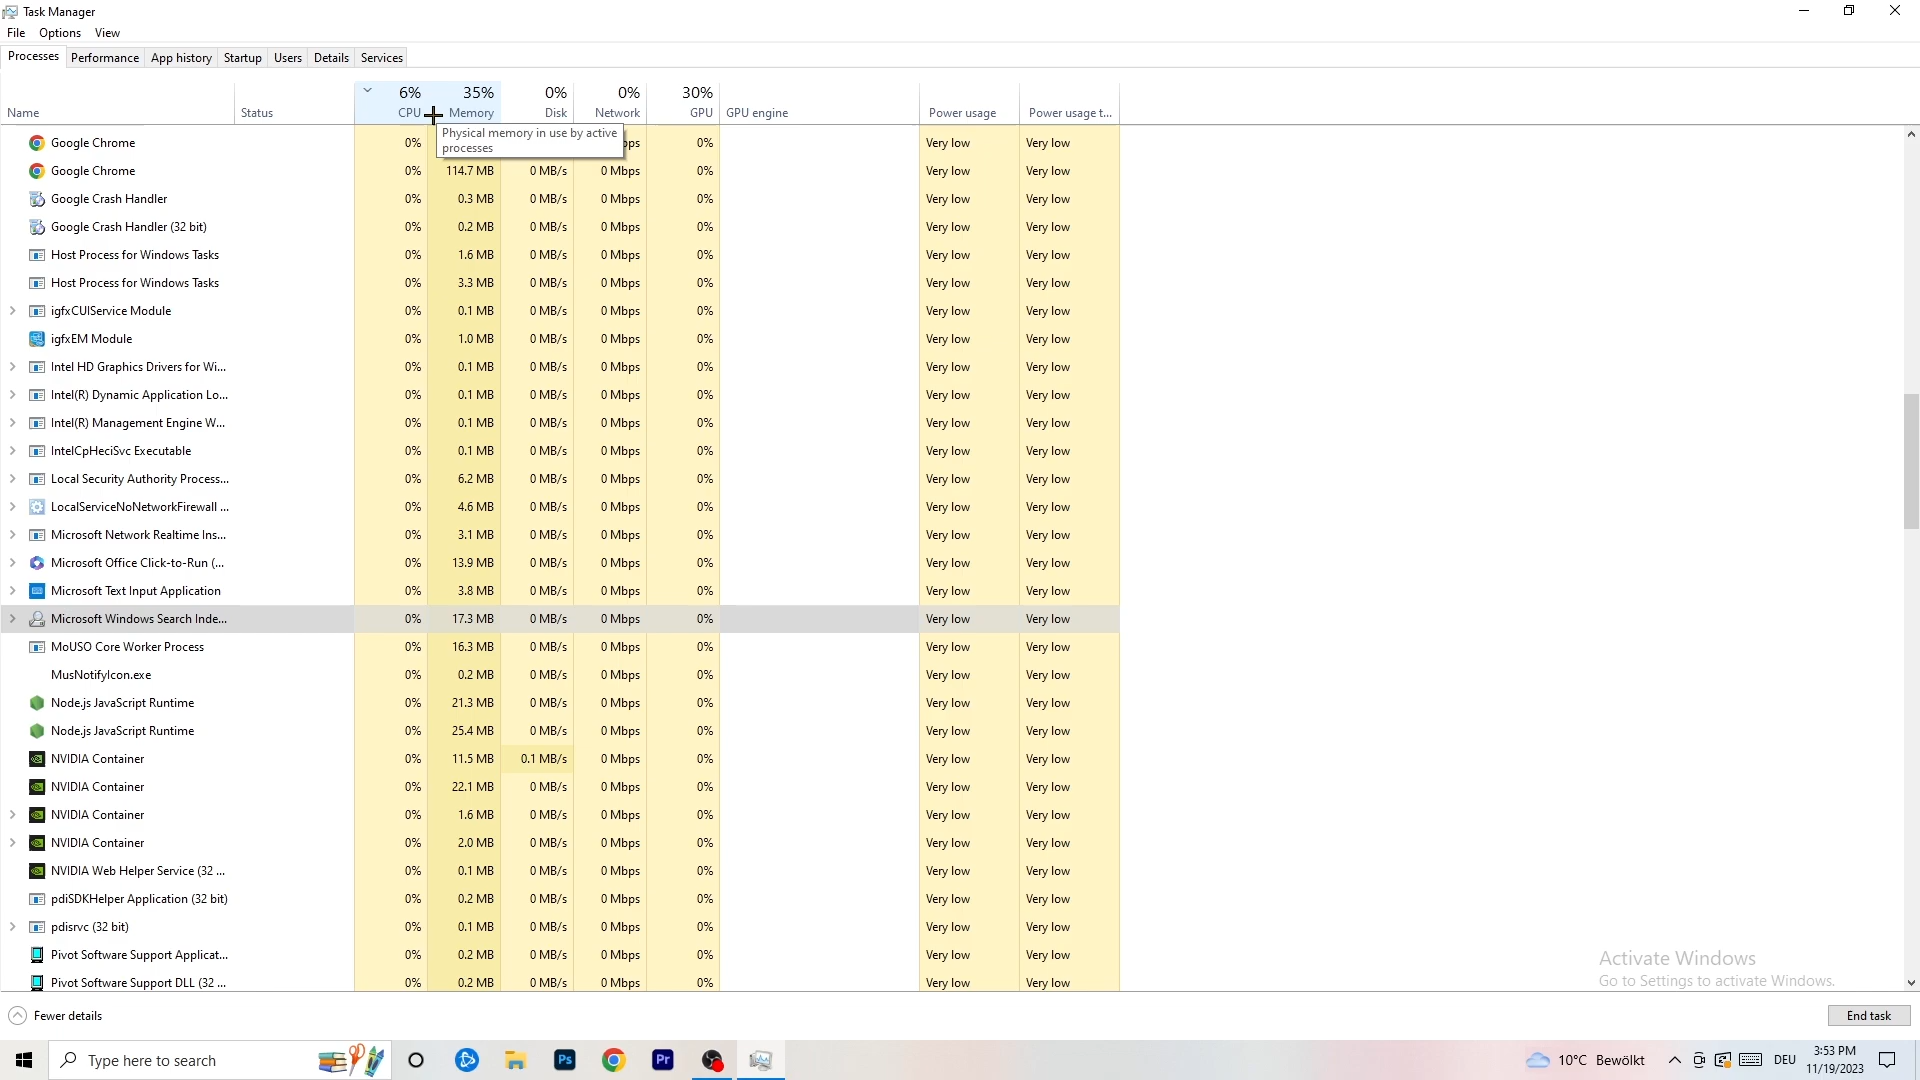 Task Manager
File Options View
Processes Performance App history Startup Users Details Services
6% 35% 0% 0% 30%
Name Status CPU Memory Disk Network GPU GPU engine Power usage Power usage t...
Physical memory in use by active
processes
Google Chrome 0% bps 0% Very low Very low
Google Chrome 0% 114.7 MB 0 MB/s 0 Mbps 0% Very low Very low
Google Crash Handler 0% 0.3 MB 0 MB/s 0 Mbps 0% Very low Very low
Google Crash Handler (32 bit) 0% 0.2 MB 0 MB/s 0 Mbps 0% Very low Very low
Host Process for Windows Tasks 0% 1.6 MB 0 MB/s 0 Mbps 0% Very low Very low
Host Process for Windows Tasks 0% 3.3 MB 0 MB/s 0 Mbps 0% Very low Very low
igfxCUIService Module 0% 0.1 MB 0 MB/s 0 Mbps 0% Very low Very low
igfxEM Module 0% 1.0 MB 0 MB/s 0 Mbps 0% Very low Very low
Intel HD Graphics Drivers for Wi... 0% 0.1 MB 0 MB/s 0 Mbps 0% Very low Very low
Intel(R) Dynamic Application Lo... 0% 0.1 MB 0 MB/s 0 Mbps 0% Very low Very low
Intel(R) Management Engine W... 0% 0.1 MB 0 MB/s 0 Mbps 0% Very low Very low
IntelCpHeciSvc Executable 0% 0.1 MB 0 MB/s 0 Mbps 0% Very low Very low
Local Security Authority Process... 0% 6.2 MB 0 MB/s 0 Mbps 0% Very low Very low
LocalServiceNoNetworkFirewall ... 0% 4.6 MB 0 MB/s 0 Mbps 0% Very low Very low
Microsoft Network Realtime Ins... 0% 3.1 MB 0 MB/s 0 Mbps 0% Very low Very low
Microsoft Office Click-to-Run (... 0% 13.9 MB 0 MB/s 0 Mbps 0% Very low Very low
Microsoft Text Input Application 0% 3.8 MB 0 MB/s 0 Mbps 0% Very low Very low
Microsoft Windows Search Inde... 0% 17.3 MB 0 MB/s 0 Mbps 0% Very low Very low
MoUSO Core Worker Process 0% 16.3 MB 0 MB/s 0 Mbps 0% Very low Very low
MusNotifyIcon.exe 0% 0.2 MB 0 MB/s 0 Mbps 0% Very low Very low
Node.js JavaScript Runtime 0% 21.3 MB 0 MB/s 0 Mbps 0% Very low Very low
Node.js JavaScript Runtime 0% 25.4 MB 0 MB/s 0 Mbps 0% Very low Very low
NVIDIA Container 0% 11.5 MB 0.1 MB/s 0 Mbps 0% Very low Very low
NVIDIA Container 0% 22.1 MB 0 MB/s 0 Mbps 0% Very low Very low
NVIDIA Container 0% 1.6 MB 0 MB/s 0 Mbps 0% Very low Very low
NVIDIA Container 0% 2.0 MB 0 MB/s 0 Mbps 0% Very low Very low
NVIDIA Web Helper Service (32 ... 0% 0.1 MB 0 MB/s 0 Mbps 0% Very low Very low
pdiSDKHelper Application (32 bit) 0% 0.2 MB 0 MB/s 0 Mbps 0% Very low Very low
pdisrvc (32 bit) 0% 0.1 MB 0 MB/s 0 Mbps 0% Very low Very low
Pivot Software Support Applicat... 0% 0.2 MB 0 MB/s 0 Mbps 0% Very low Very low
Pivot Software Support DLL (32 ... 0% 0.2 MB 0 MB/s 0 Mbps 0% Very low Very low
Activate Windows
Go to Settings to activate Windows.
Fewer details End task
Type here to search Ps Pr 10°C Bewölkt DEU 3:53 PM
11/19/2023